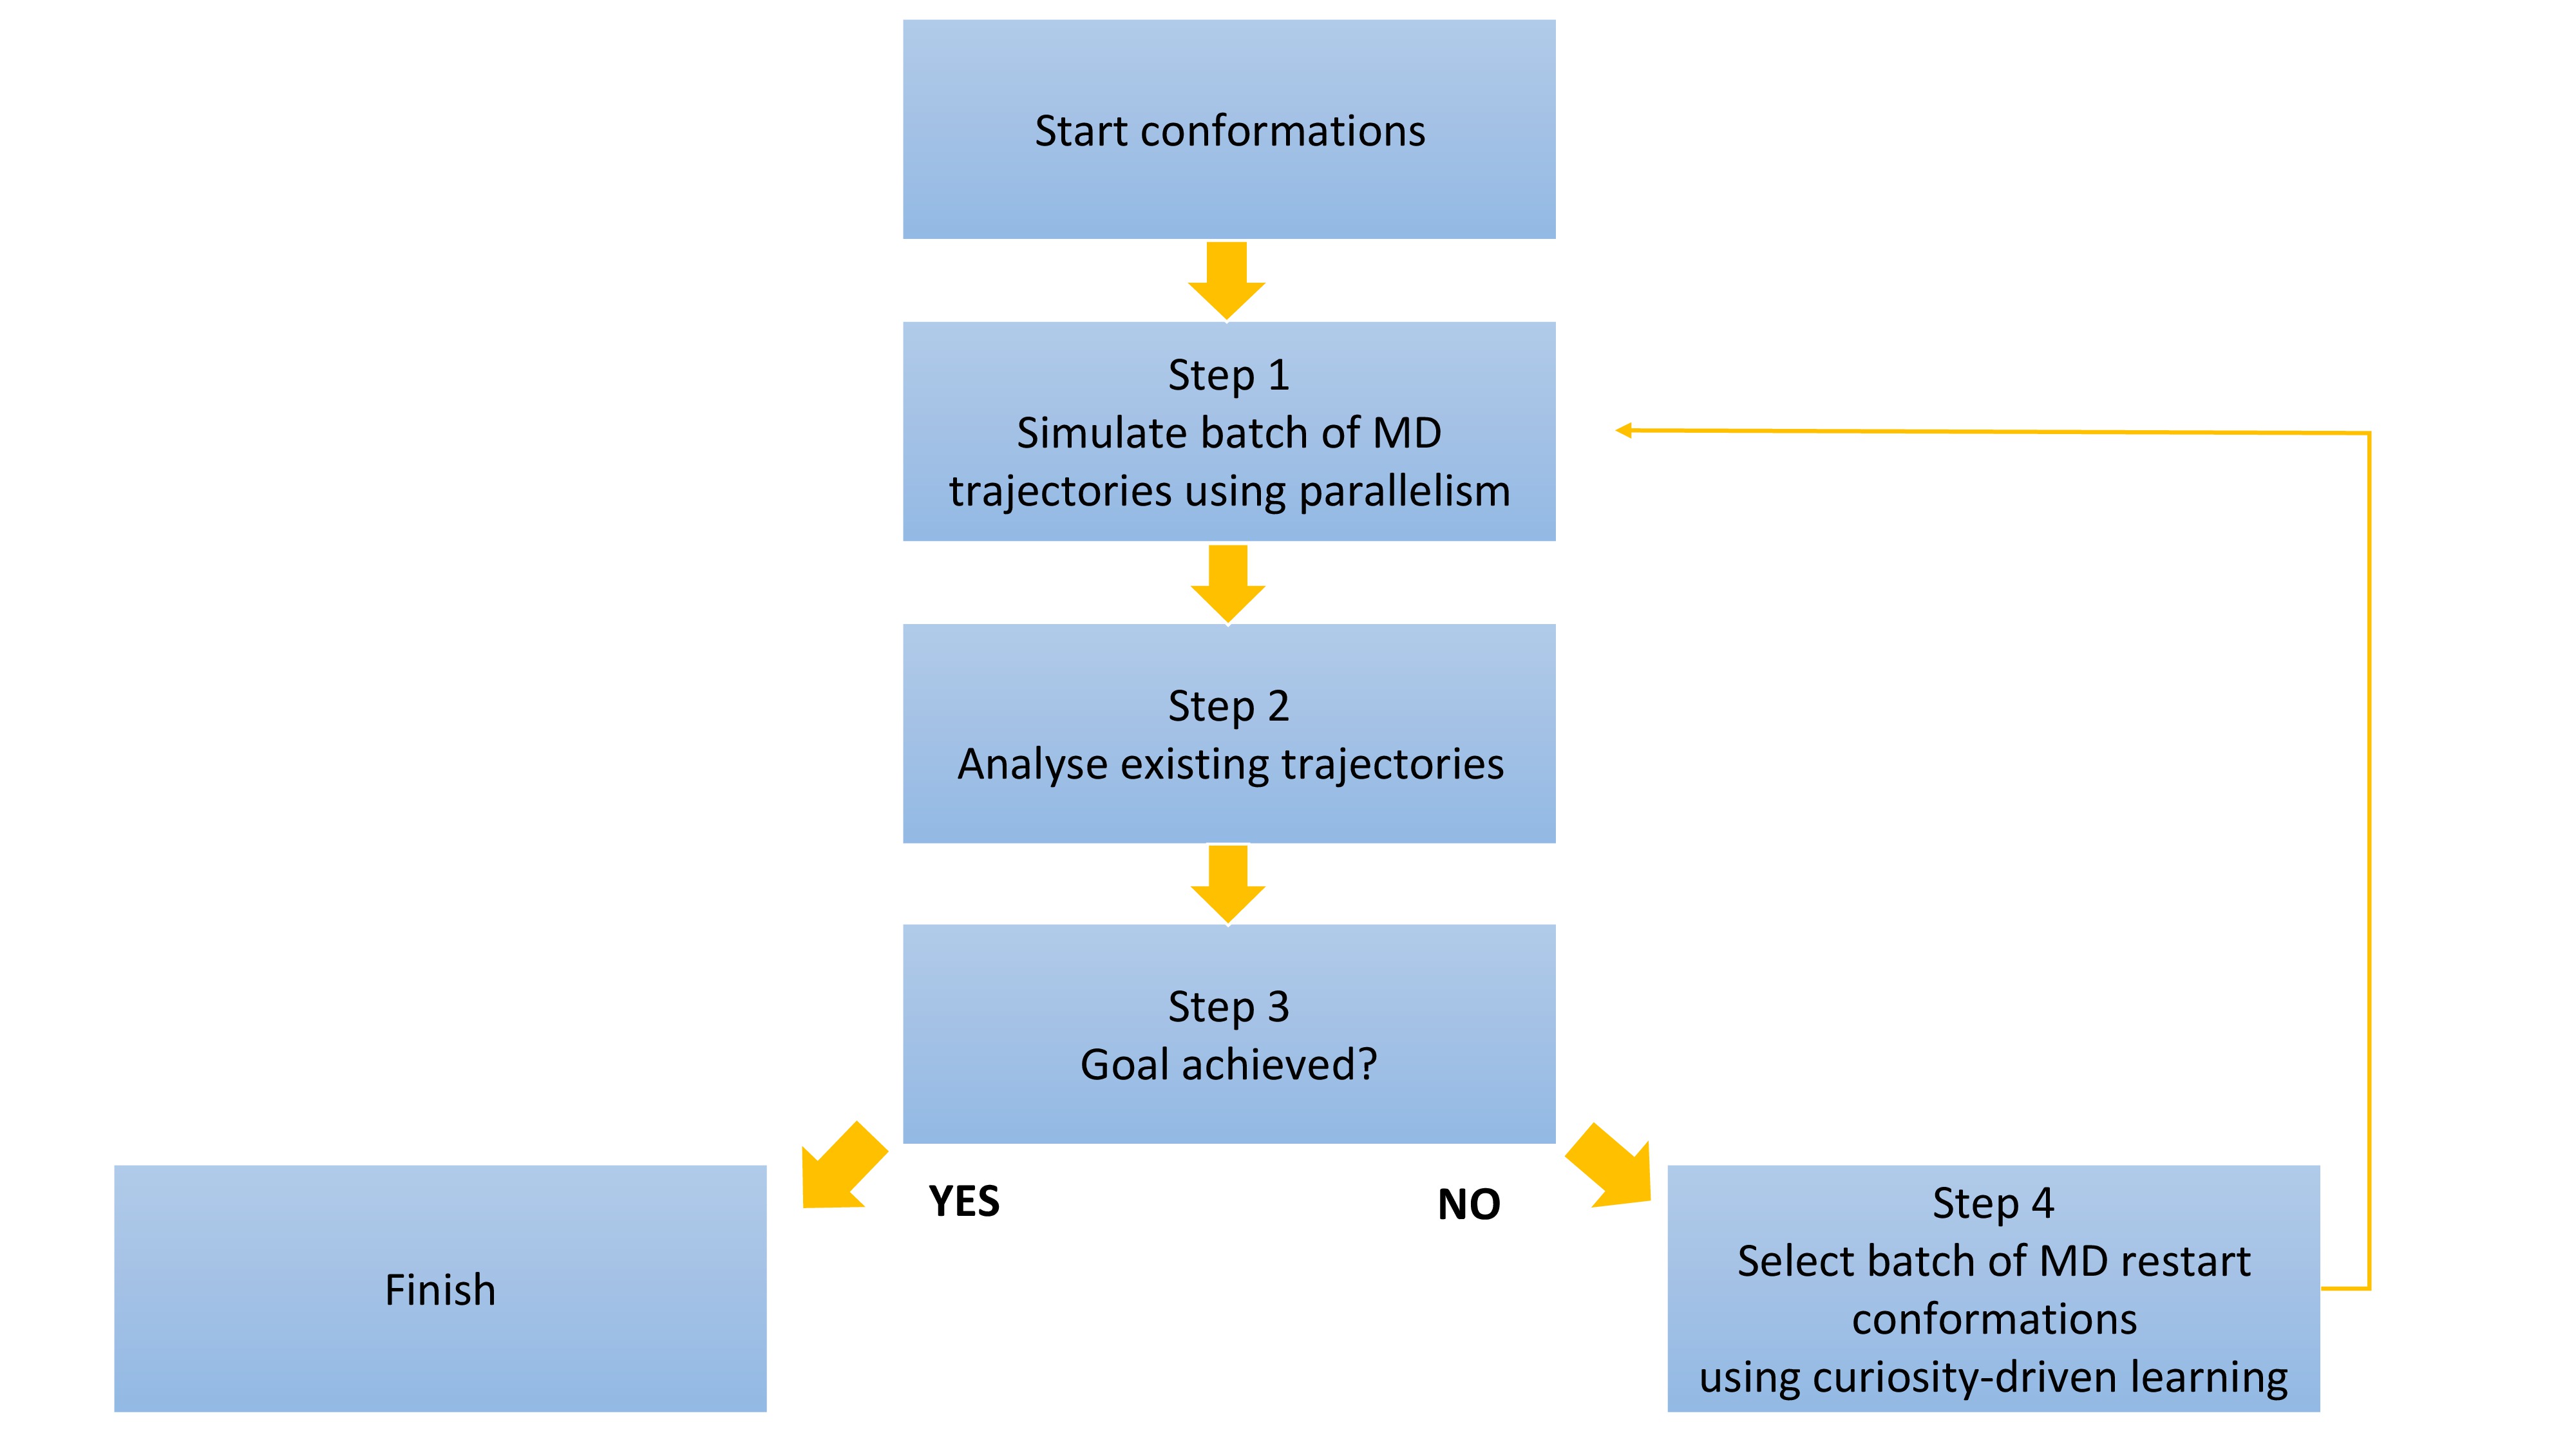 Start conformations
Step 1
Simulate batch of MD
trajectories using parallelism
Step 2
Analyse existing trajectories
Step 3
Goal achieved?
YES
NO
Finish
Step 4
Select batch of MD restart
conformations
using curiosity-driven learning